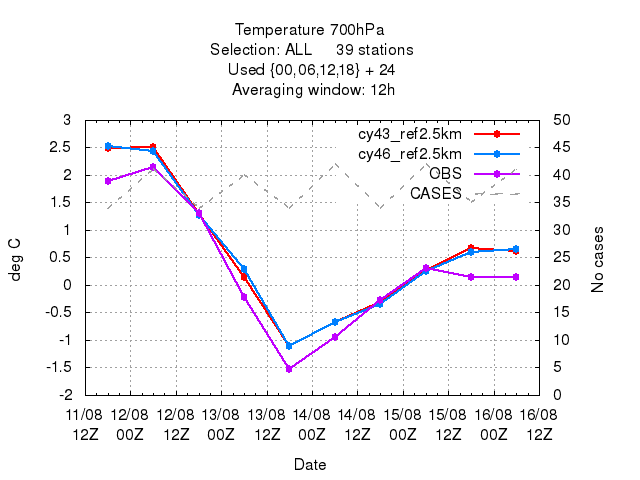 Temperature 700hPa
Selection: ALL 39 stations
Used {00,06,12,18} + 24
Averaging window: 12h
3 50
2.5 45
2 40
1.5 35
1 30
0.5 25
0 20
-0.5 15
-1 10
-1.5 5
-2 0
cy43_ref2.5km
cy46_ref2.5km
OBS
CASES
deg C
No cases
11/08 12/08 12/08 13/08 13/08 14/08 14/08 15/08 15/08 16/08 16/08
12Z 00Z 12Z 00Z 12Z 00Z 12Z 00Z 12Z 00Z 12Z
Date